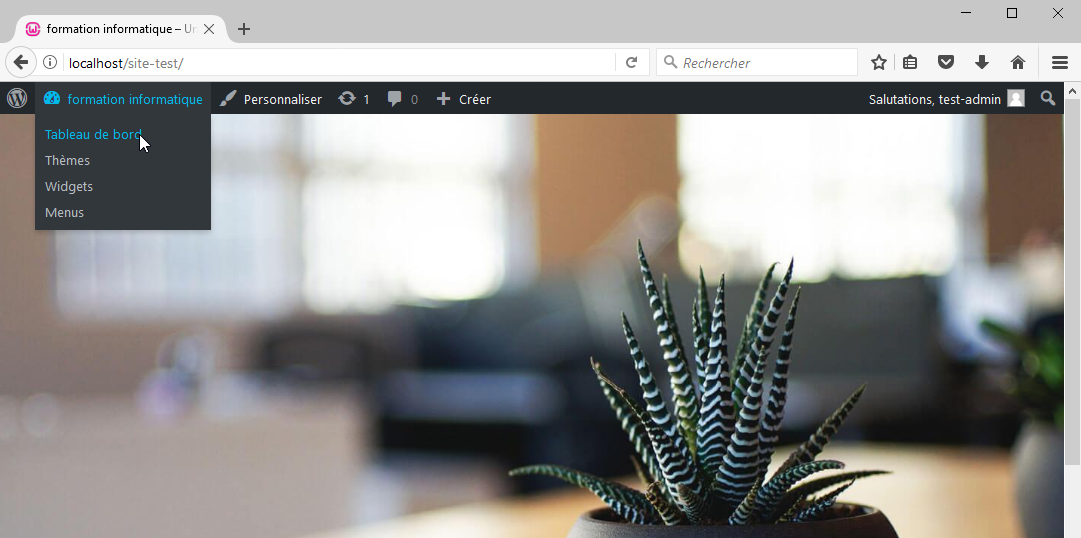 formation informatique – Un
localhost/site-test/
Rechercher
formation informatique
Personnaliser
1
0
Créer
Salutations, test-admin
Tableau de bord
Thèmes
Widgets
Menus